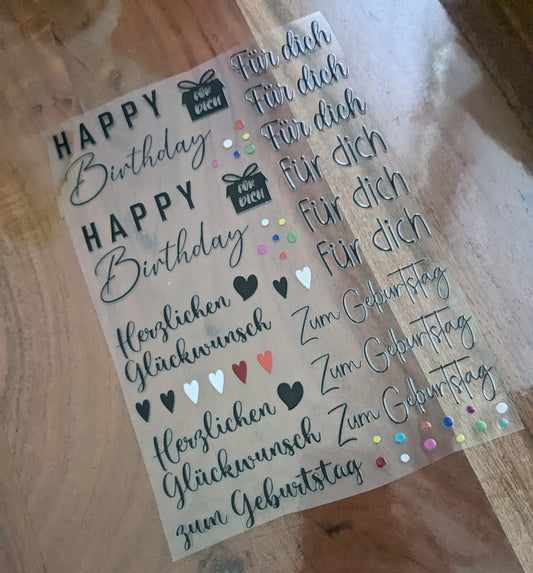 HAPPY
Birthday
FÜR
DICH
HAPPY
Birthday
FÜR
DICH
Herzlichen
Glückwunsch
Herzlichen
Glückwunsch
zum Geburtstag
Für dich
Für dich
Für dich
Für dich
Für dich
Für dich
Zum Geburtstag
Zum Geburtstag
Zum Geburtstag